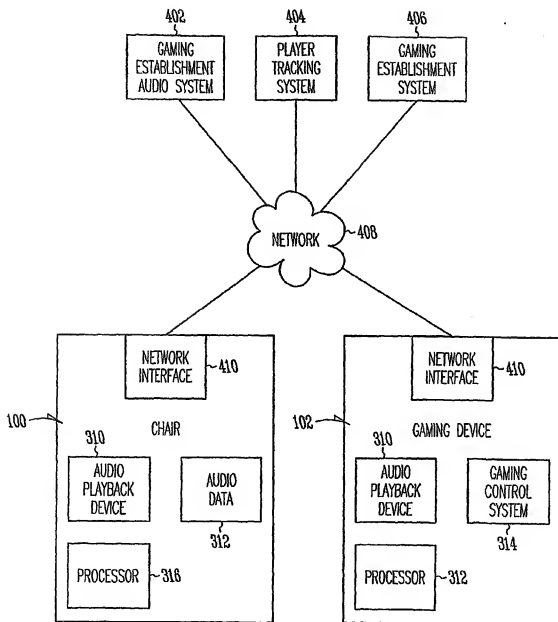 402
404
406
GAMING
ESTABLISHMENT
AUDIO SYSTEM
PLAYER
TRACKING
SYSTEM
GAMING
ESTABLISHMENT
SYSTEM
NETWORK
408
NETWORK
INTERFACE
410
100
CHAIR
310
AUDIO
PLAYBACK
DEVICE
AUDIO
DATA
312
PROCESSOR
316
NETWORK
INTERFACE
410
102
GAMING DEVICE
310
AUDIO
PLAYBACK
DEVICE
GAMING
CONTROL
SYSTEM
314
PROCESSOR
312